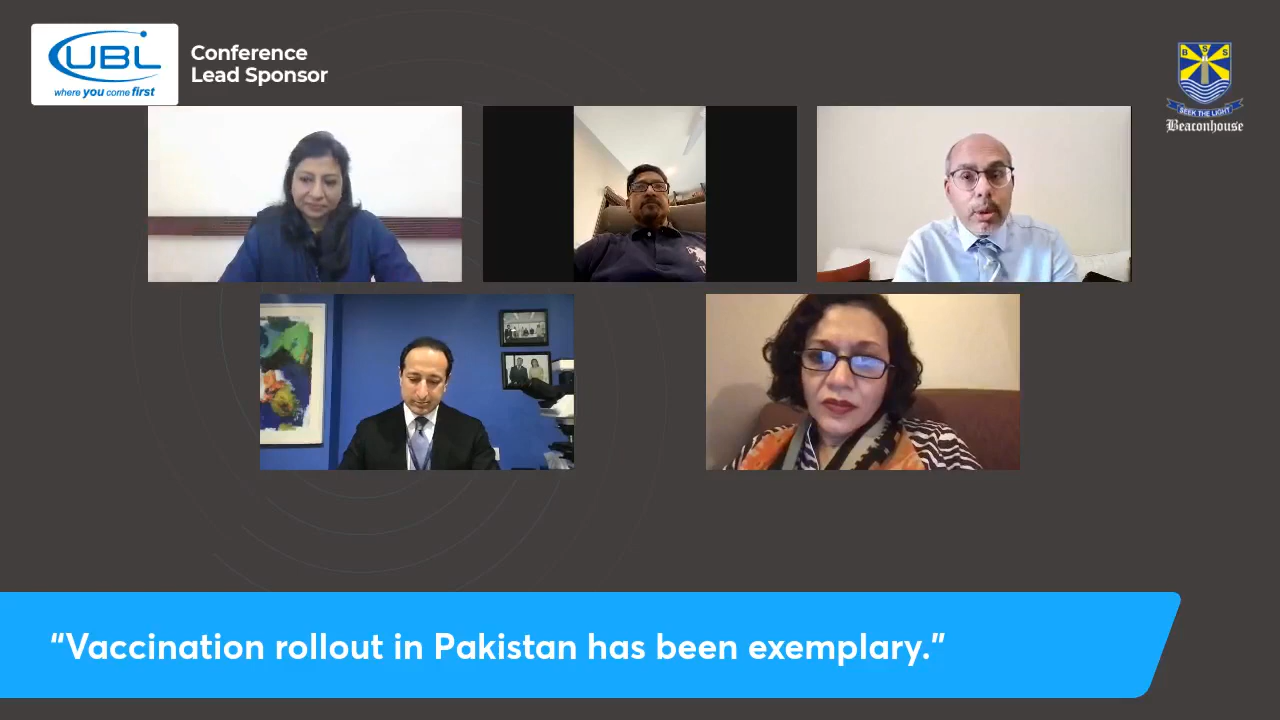 UBL
where you come first
Conference
Lead Sponsor
B S S
SEEK THE LIGHT
Beaconhouse
“Vaccination rollout in Pakistan has been exemplary.”